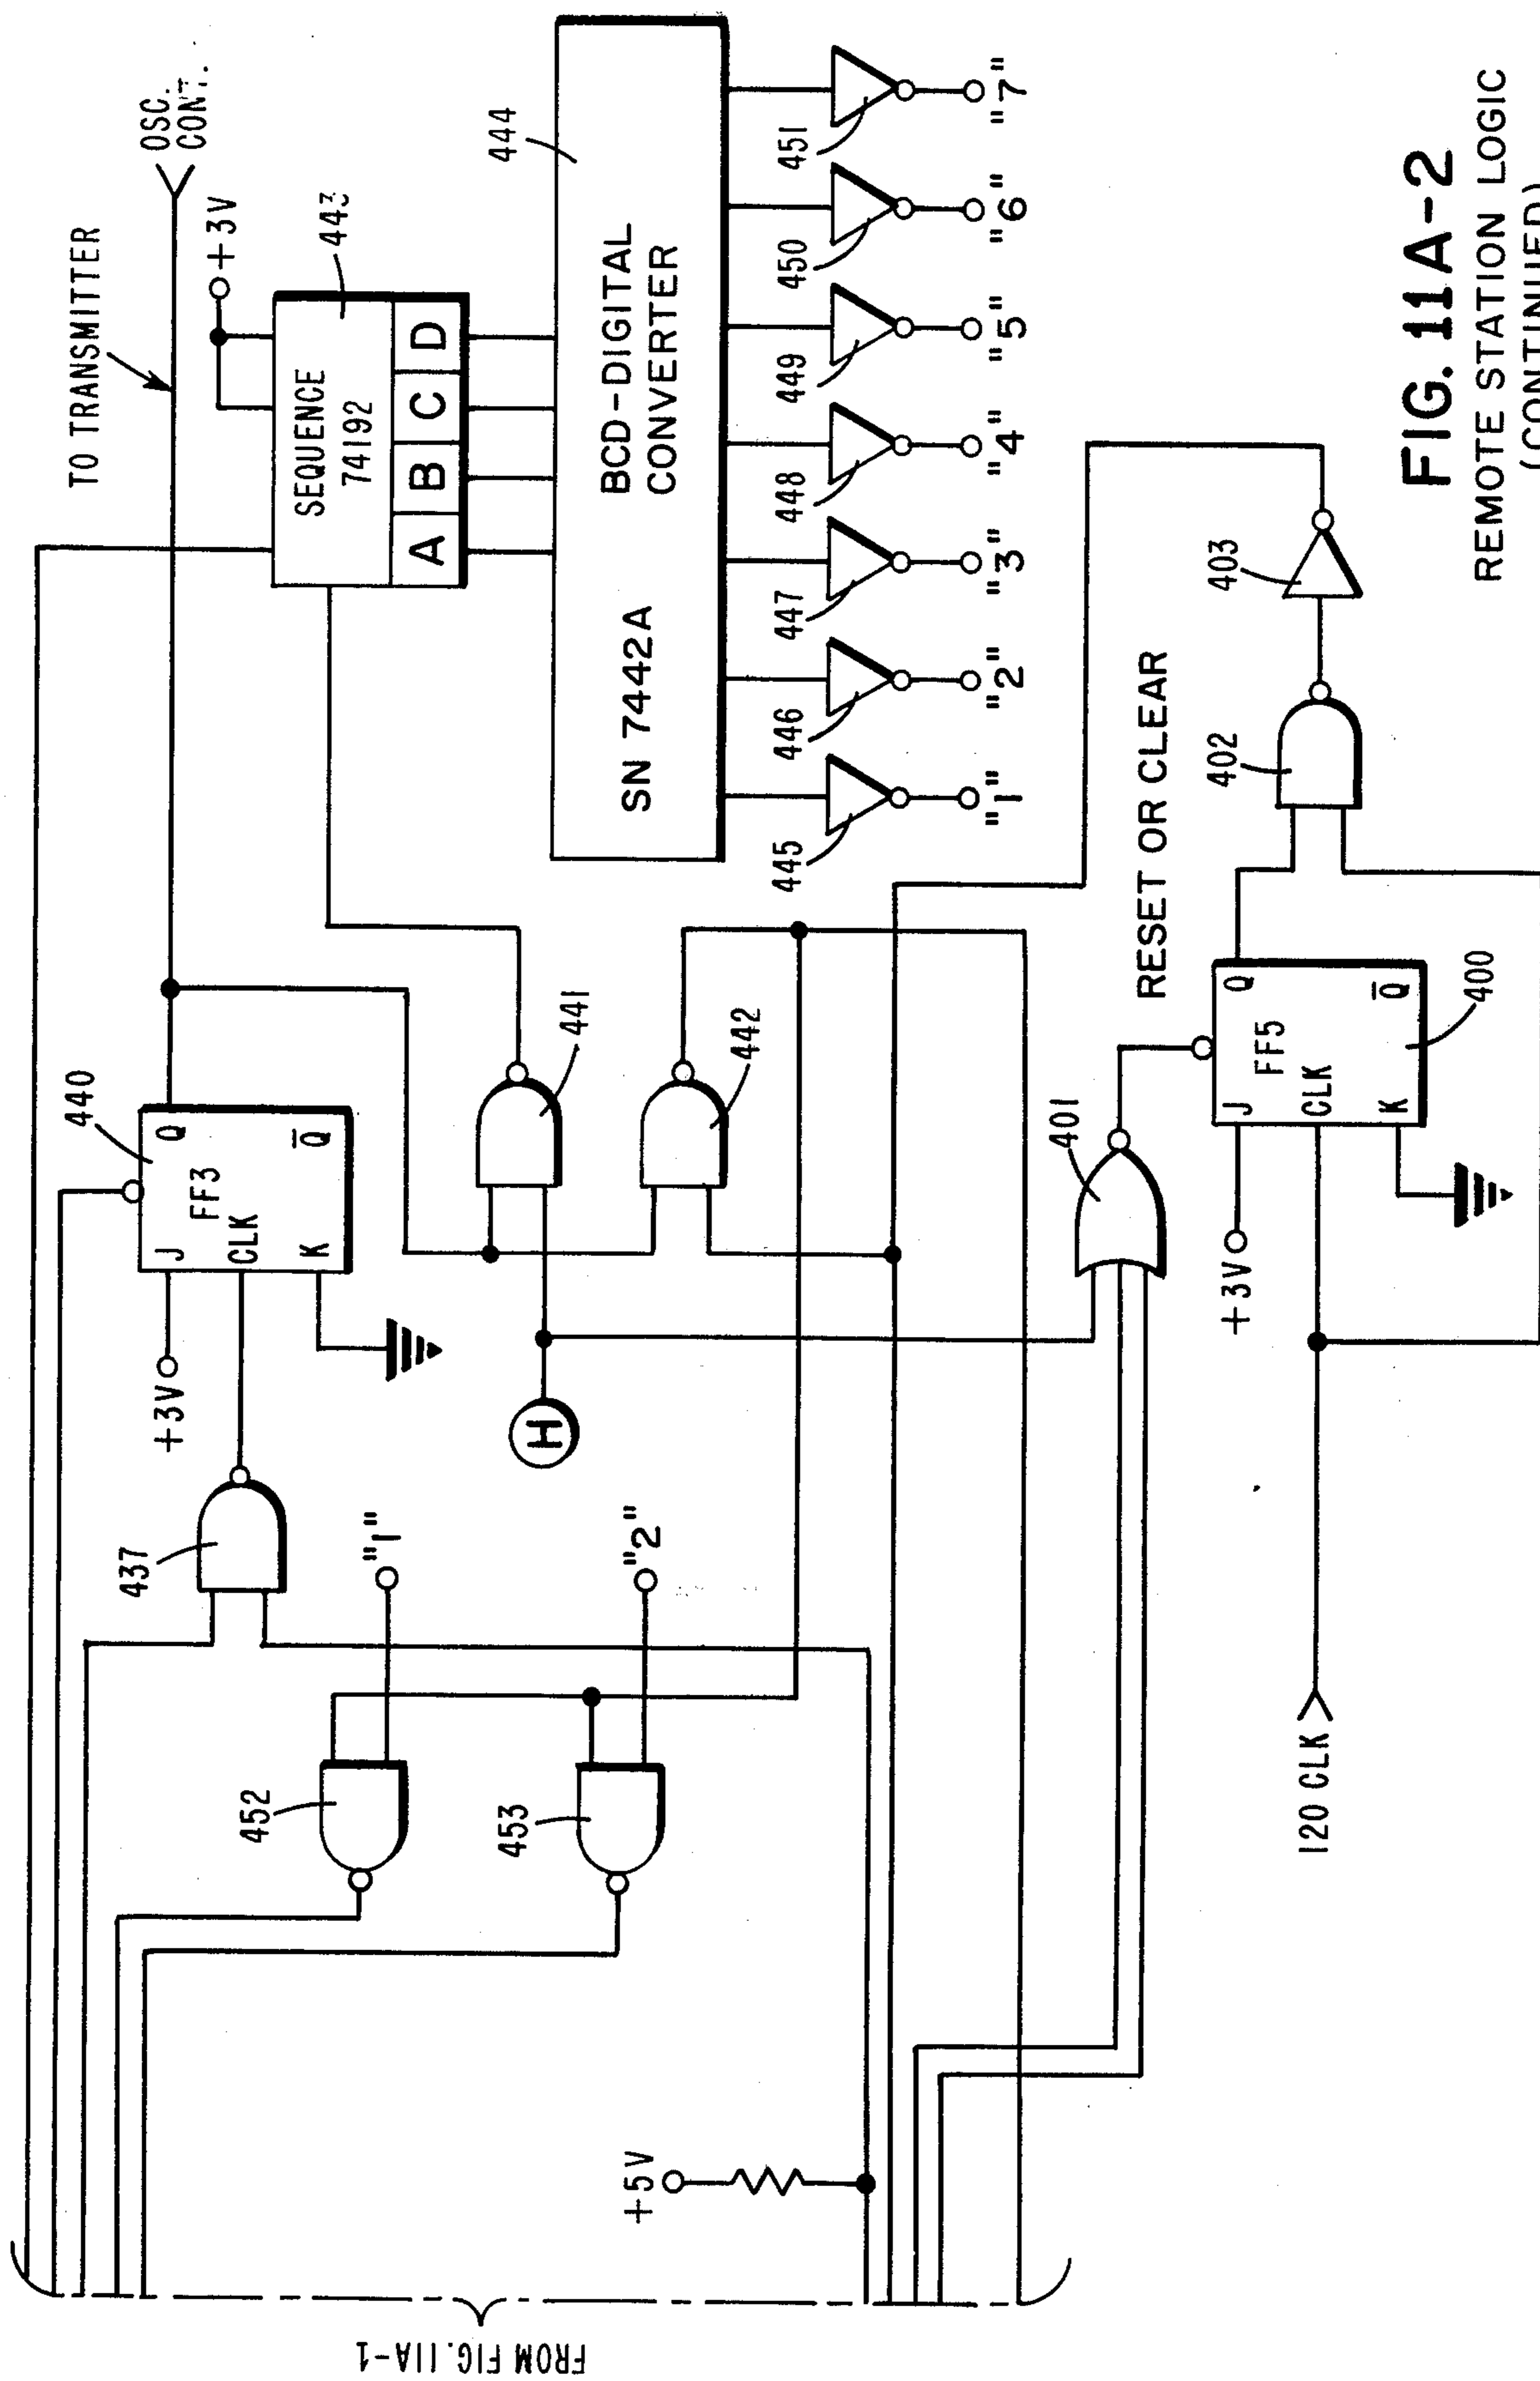 TO TRANSMITTER
OSC.
CONT.
440
J
Q
FF3
CLK
K
Q̅
+3V
437
+3V
SEQUENCE
74192
443
A B C D
444
SN 7442A
BCD-DIGITAL
CONVERTER
445
446
447
448
449
450
451
"1"
"2"
"3"
"4"
"5"
"6"
"7"
452
"1"
453
"2"
H
441
442
+5V
FROM FIG. 11A-1
401
RESET OR CLEAR
+3V
J
Q
FF5
CLK
K
Q̅
400
402
403
120 CLK
FIG. 11A-2
REMOTE STATION LOGIC
(CONTINUED)